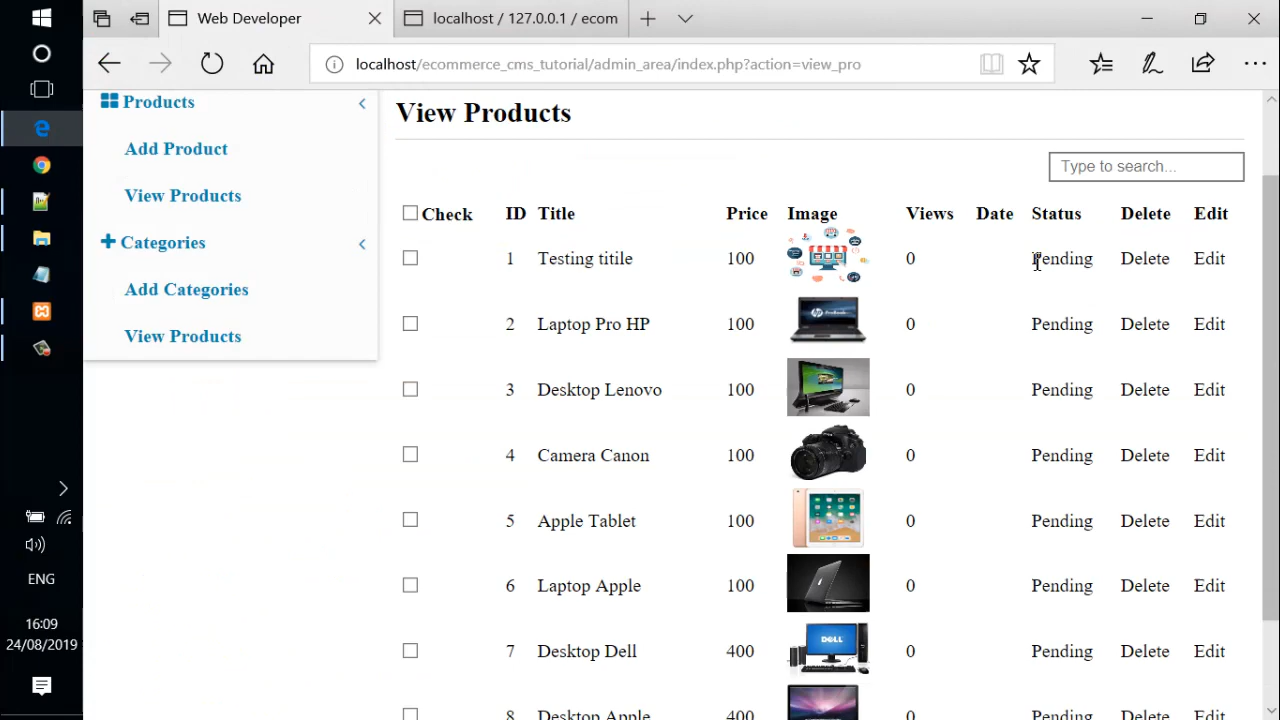 Web Developer
localhost / 127.0.0.1 / ecom
localhost/ecommerce_cms_tutorial/admin_area/index.php?action=view_pro
Products
Add Product
View Products
Categories
Add Categories
View Products
View Products
Type to search...
Check ID Title Price Image Views Date Status Delete Edit
1 Testing titile 100 0 Pending Delete Edit
2 Laptop Pro HP 100 0 Pending Delete Edit
3 Desktop Lenovo 100 0 Pending Delete Edit
4 Camera Canon 100 0 Pending Delete Edit
5 Apple Tablet 100 0 Pending Delete Edit
6 Laptop Apple 100 0 Pending Delete Edit
7 Desktop Dell 400 DELL 0 Pending Delete Edit
8 Desktop Apple 400 0 Pending Delete Edit
ENG
16:09
24/08/2019